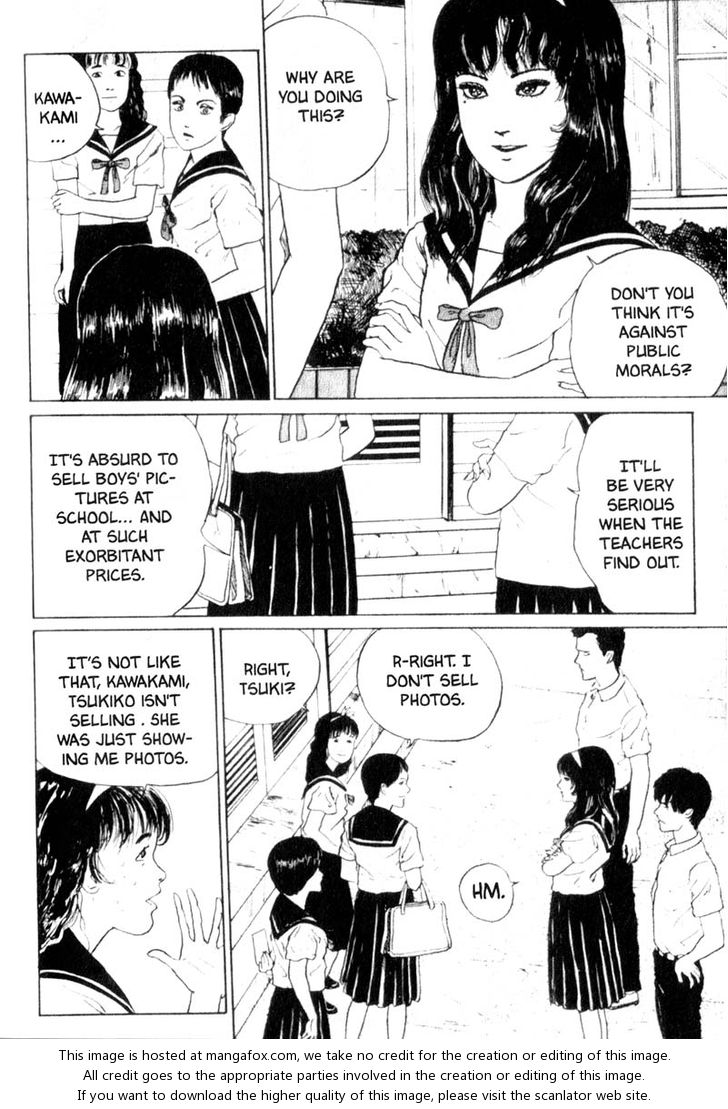 KAWA-
KAMI
...
WHY ARE
YOU DOING
THIS?
DON'T YOU
THINK IT'S
AGAINST
PUBLIC
MORALS?
IT'S ABSURD TO
SELL BOYS' PIC-
TURES AT
SCHOOL... AND
AT SUCH
EXORBITANT
PRICES.
IT'LL
BE VERY
SERIOUS
WHEN THE
TEACHERS
FIND OUT.
IT'S NOT LIKE
THAT, KAWAKAMI,
TSUKIKO ISN'T
SELLING . SHE
WAS JUST SHOW-
ING ME PHOTOS.
RIGHT,
TSUKI?
R-RIGHT. I
DON'T SELL
PHOTOS.
HM.
This image is hosted at mangafox.com, we take no credit for the creation or editing of this image.
All credit goes to the appropriate parties involved in the creation or editing of this image.
If you want to download the higher quality of this image, please visit the scanlator web site.